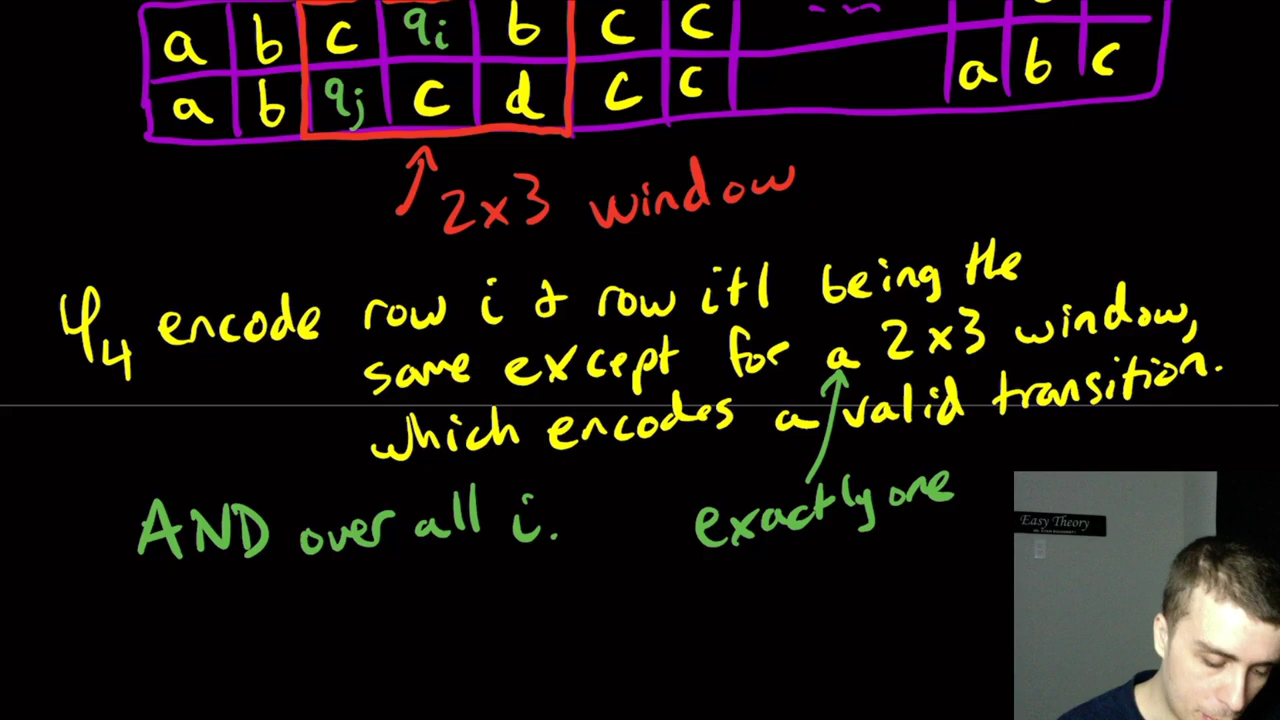 a b c qi b c c
a b qj c d c c a b c
2x3 window
φ4 encode row i & row i+1 being the
same except for a 2x3 window,
which encodes a valid transition.
AND over all i. exactly one
Easy Theory